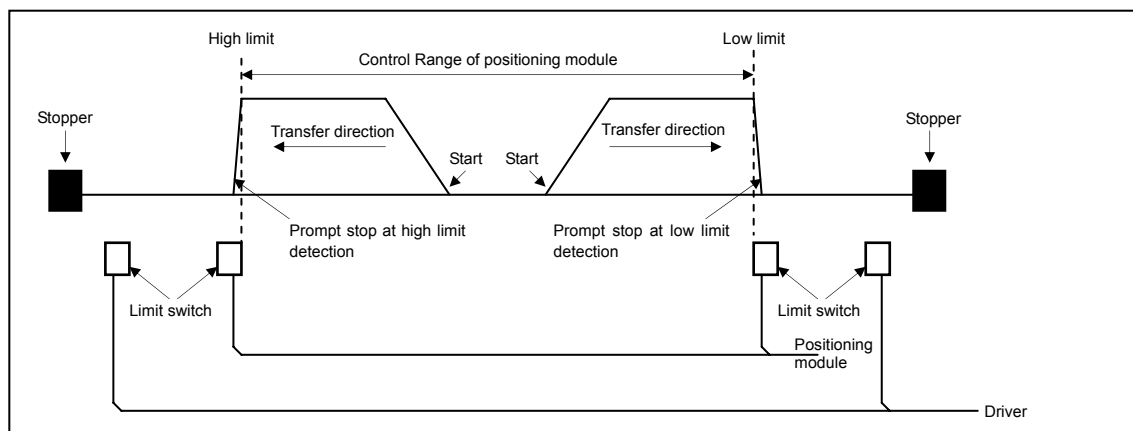 High limit
Low limit
Control Range of positioning module
Stopper
Transfer direction
Transfer direction
Stopper
Start
Start
Prompt stop at high limit
detection
Prompt stop at low limit
detection
Limit switch
Limit switch
Positioning
module
Driver